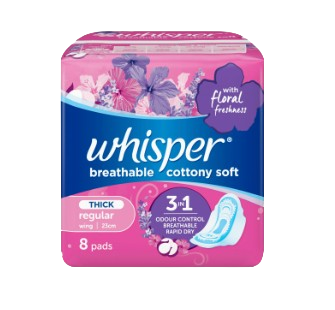 with
floral
freshness
whisper®
breathable cottony soft
THICK
regular
wing | 21cm
8 pads
3in1
ODOUR CONTROL
BREATHABLE
RAPID DRY